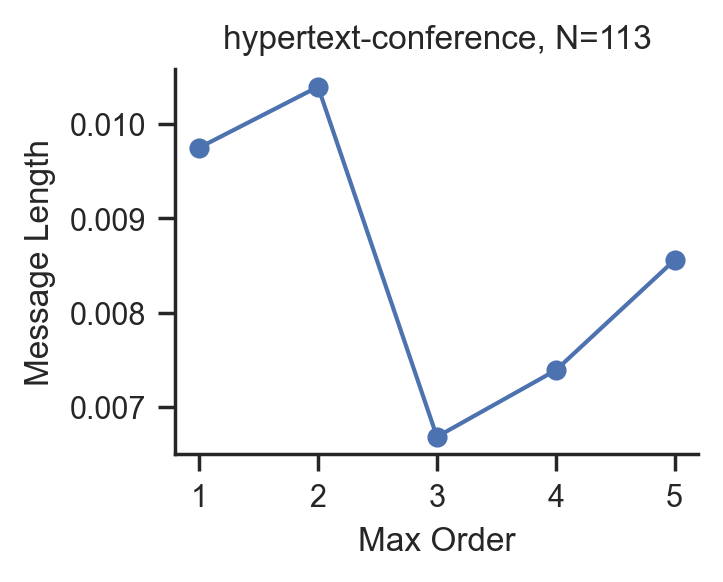 hypertext-conference, N=113
Message Length
0.010
0.009
0.008
0.007
1 2 3 4 5
Max Order